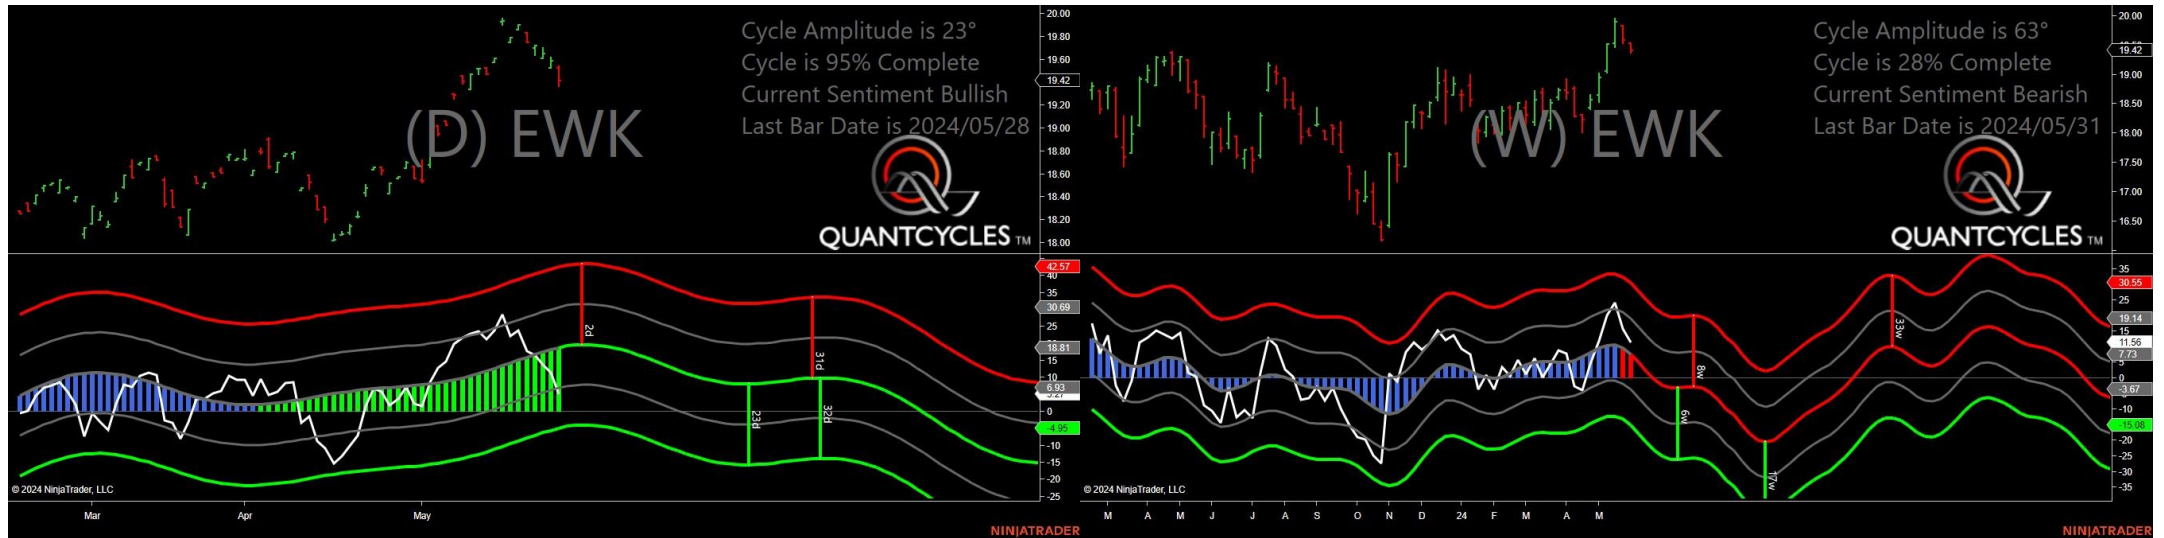 Cycle Amplitude is 23°
Cycle is 95% Complete
Current Sentiment Bullish
Last Bar Date is 2024/05/28
(D) EWK
QUANTCYCLES TM
20.00
19.80
19.60
19.42
19.20
19.00
18.80
18.60
18.40
18.20
18.00
42.57
40
35
30.69
25
18.81
15
10
6.93
0
-4.95
-10
-15
-20
-25
2d
31d
23d
32d
© 2024 NinjaTrader, LLC
Mar Apr May
NINJATRADER
Cycle Amplitude is 63°
Cycle is 28% Complete
Current Sentiment Bearish
Last Bar Date is 2024/05/31
(W) EWK
QUANTCYCLES TM
20.00
19.42
19.00
18.50
18.00
17.50
17.00
16.50
35
30.55
25
19.14
15
11.56
7.73
0
-3.67
-10
-15.08
-20
-25
-30
-35
8w
6w
33w
17w
© 2024 NinjaTrader, LLC
M A M J J A S O N D 24 F M A M
NINJATRADER